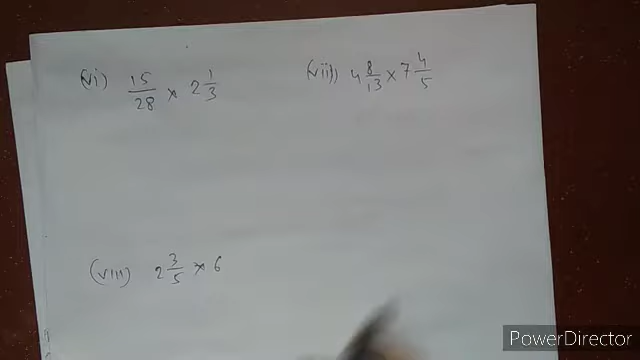 (vi) 15/28 × 2 1/3
(vii) 4 8/13 × 7 4/5
(viii) 2 3/5 × 6
PowerDirector